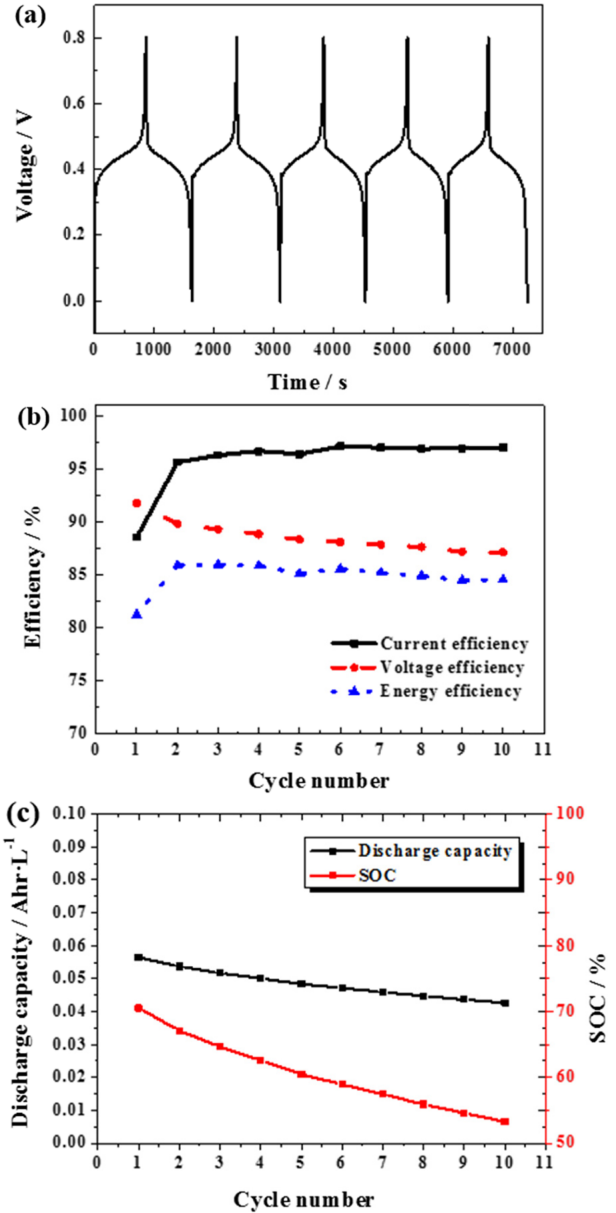 (a)
Voltage / V
0.8
0.6
0.4
0.2
0.0
0 1000 2000 3000 4000 5000 6000 7000
Time / s
(b)
Efficiency / %
100
95
90
85
80
75
70
Current efficiency
Voltage efficiency
Energy efficiency
0 1 2 3 4 5 6 7 8 9 10 11
Cycle number
(c)
Discharge capacity / Ahr·L⁻¹
0.10
0.09
0.08
0.07
0.06
0.05
0.04
0.03
0.02
0.01
0.00
Discharge capacity
SOC
100
90
80
70
60
50
SOC / %
0 1 2 3 4 5 6 7 8 9 10 11
Cycle number